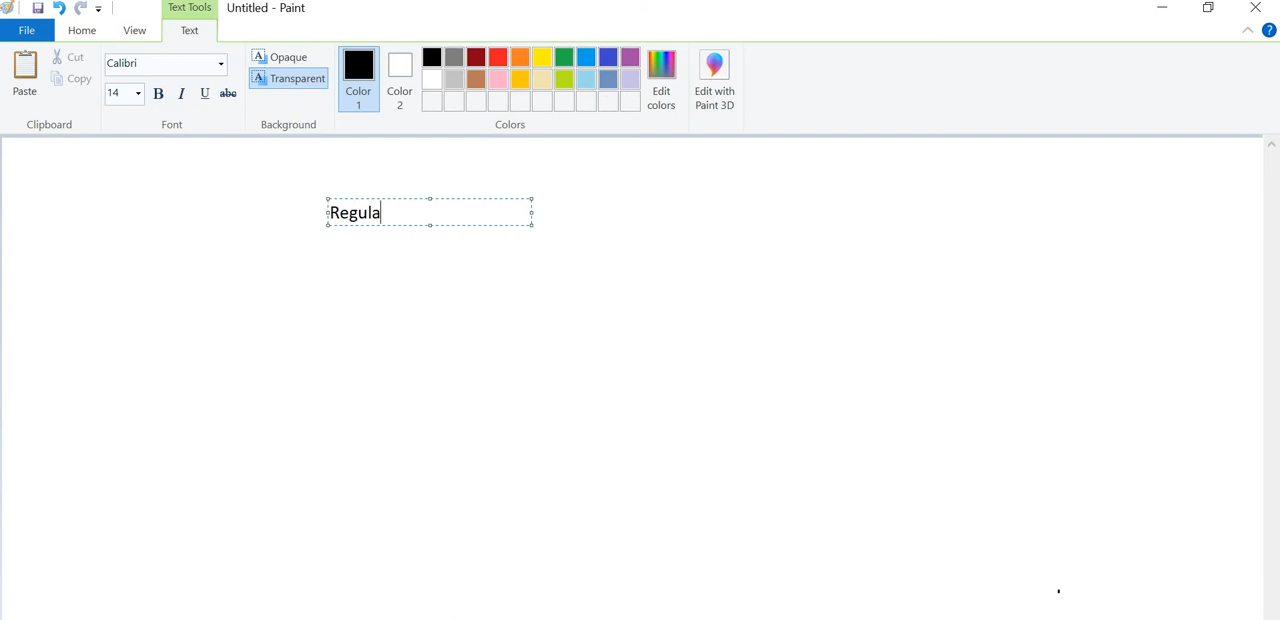 Text Tools Untitled - Paint
File Home View Text
Paste Cut Copy Calibri 14 B I U abc A Opaque A Transparent Color 1 Color 2 Edit colors Edit with Paint 3D ?
Clipboard Font Background Colors
Regula